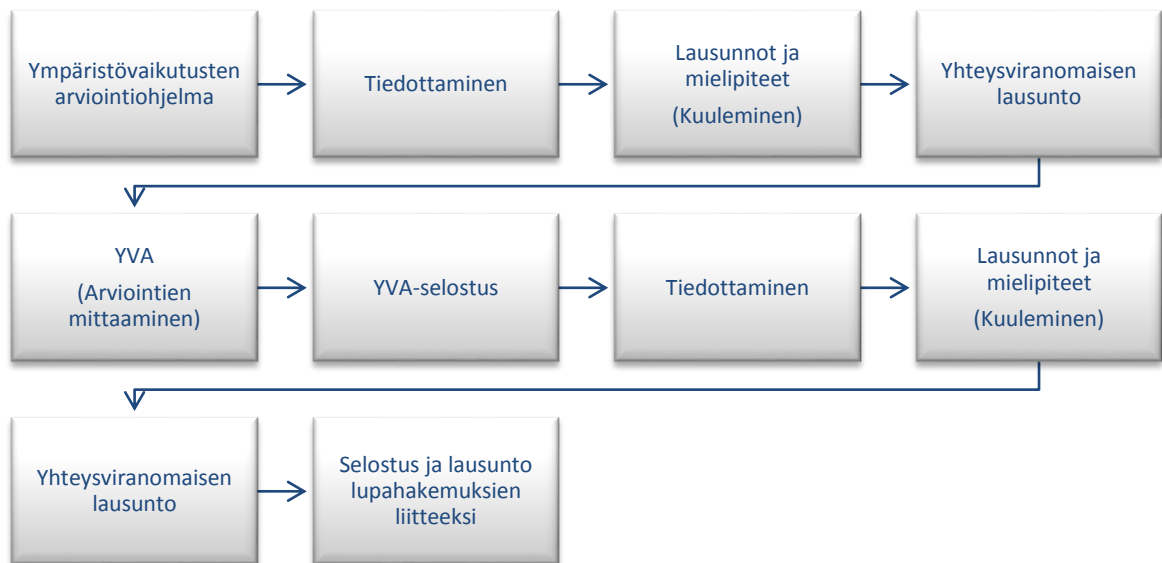 Ympäristövaikutusten
arviointiohjelma
Tiedottaminen
Lausunnot ja
mielipiteet
(Kuuleminen)
Yhteysviranomaisen
lausunto
YVA
(Arviointien
mittaaminen)
YVA-selostus
Tiedottaminen
Lausunnot ja
mielipiteet
(Kuuleminen)
Yhteysviranomaisen
lausunto
Selostus ja lausunto
lupahakemuksien
liitteeksi